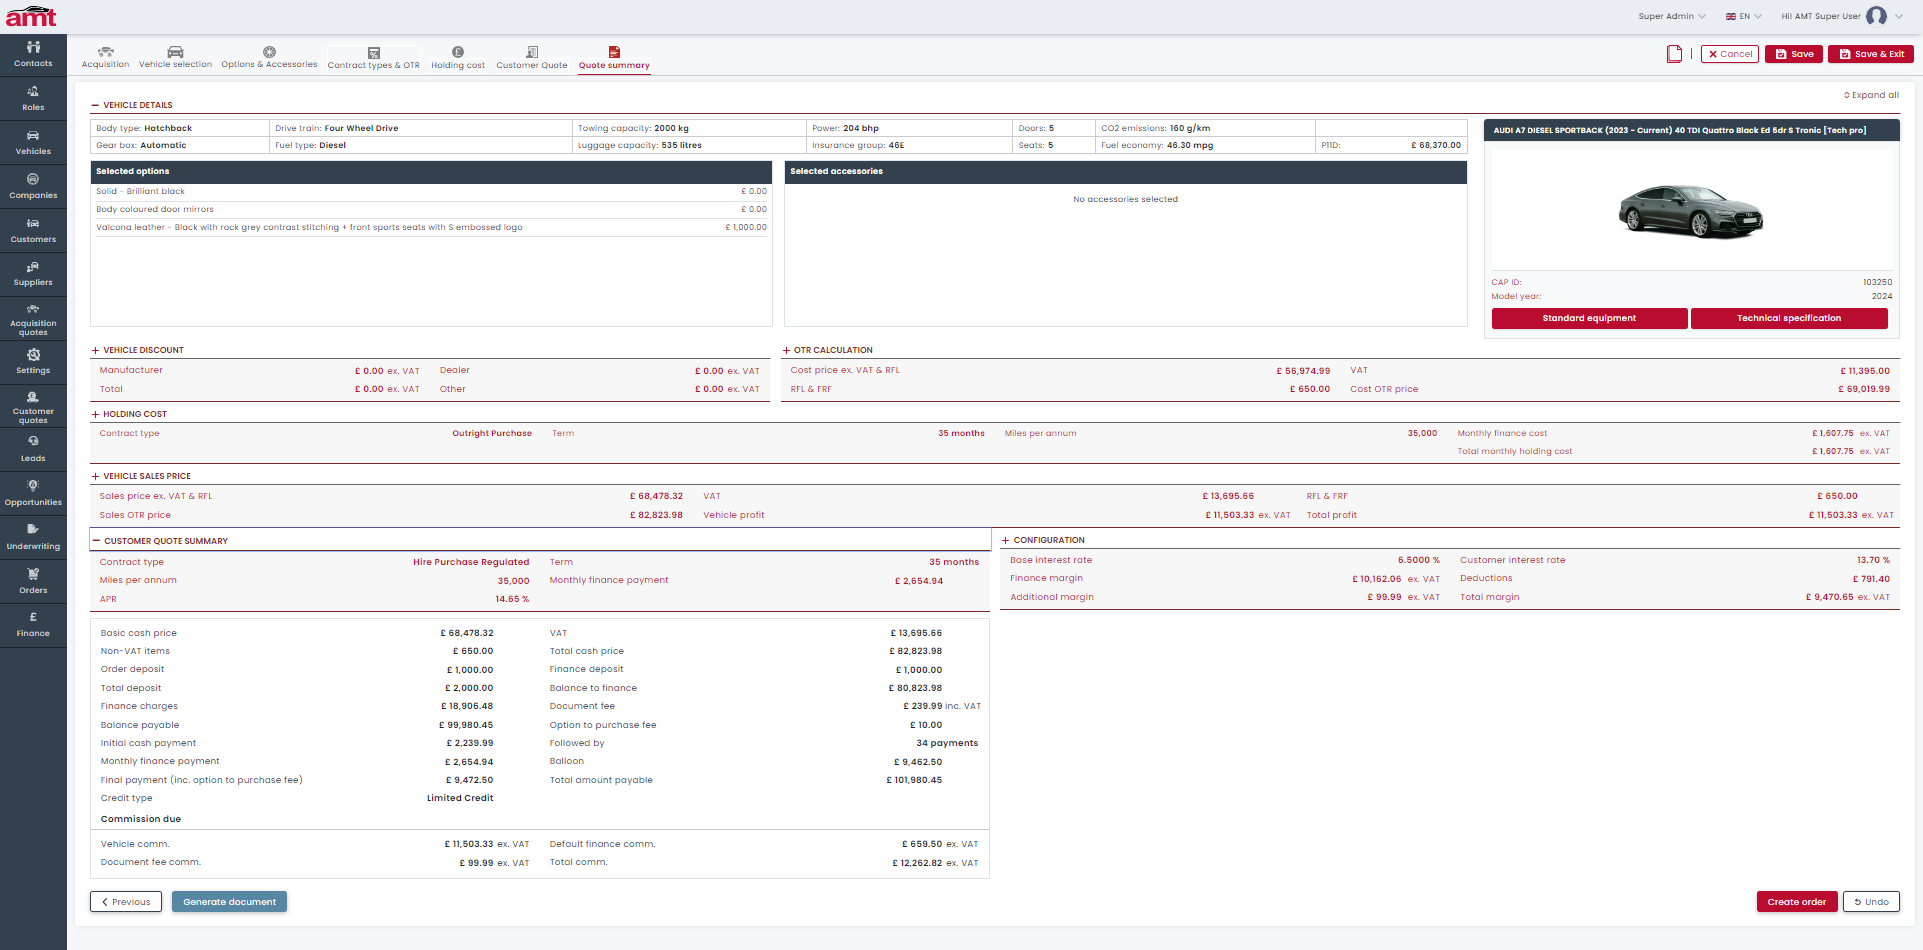 amt
Super Admin
EN
Hi! AMT Super User
Contacts
Roles
Vehicles
Companies
Customers
Suppliers
Acquisition quotes
Settings
Customer quotes
Leads
Opportunities
Underwriting
Orders
£
Finance
Acquisition
Vehicle selection
Options & Accessories
Contract types & OTR
Holding cost
Customer Quote
Quote summary
Cancel
Save
Save & Exit
Expand all
VEHICLE DETAILS
Body type: Hatchback Drive train: Four Wheel Drive Towing capacity: 2000 kg Power: 204 bhp Doors: 5 CO2 emissions: 160 g/km
Gear box: Automatic Fuel type: Diesel Luggage capacity: 535 litres Insurance group: 46E Seats: 5 Fuel economy: 46.30 mpg P11D: £ 68,370.00
Selected options
Solid - Brilliant black £ 0.00
Body coloured door mirrors £ 0.00
Valcona leather - Black with rock grey contrast stitching + front sports seats with S embossed logo £ 1,000.00
Selected accessories
No accessories selected
AUDI A7 DIESEL SPORTBACK (2023 - Current) 40 TDI Quattro Black Ed 5dr S Tronic [Tech pro]
CAP ID: 103250
Model year: 2024
Standard equipment Technical specification
VEHICLE DISCOUNT
Manufacturer £ 0.00 ex. VAT Dealer £ 0.00 ex. VAT
Total £ 0.00 ex. VAT Other £ 0.00 ex. VAT
OTR CALCULATION
Cost price ex. VAT & RFL £ 56,974.99 VAT £ 11,395.00
RFL & FRF £ 650.00 Cost OTR price £ 69,019.99
HOLDING COST
Contract type Outright Purchase Term 35 months Miles per annum 35,000 Monthly finance cost £ 1,607.75 ex. VAT
Total monthly holding cost £ 1,607.75 ex. VAT
VEHICLE SALES PRICE
Sales price ex. VAT & RFL £ 68,478.32 VAT £ 13,695.66 RFL & FRF £ 650.00
Sales OTR price £ 82,823.98 Vehicle profit £ 11,503.33 ex. VAT Total profit £ 11,503.33 ex. VAT
CUSTOMER QUOTE SUMMARY
Contract type Hire Purchase Regulated Term 35 months
Miles per annum 35,000 Monthly finance payment £ 2,654.94
APR 14.65 %
CONFIGURATION
Base interest rate 6.5000 % Customer interest rate 13.70 %
Finance margin £ 10,162.06 ex. VAT Deductions £ 791.40
Additional margin £ 99.99 ex. VAT Total margin £ 9,470.65 ex. VAT
Basic cash price £ 68,478.32 VAT £ 13,695.66
Non-VAT items £ 650.00 Total cash price £ 82,823.98
Order deposit £ 1,000.00 Finance deposit £ 1,000.00
Total deposit £ 2,000.00 Balance to finance £ 80,823.98
Finance charges £ 18,906.48 Document fee £ 239.99 inc. VAT
Balance payable £ 99,980.45 Option to purchase fee £ 10.00
Initial cash payment £ 2,239.99 Followed by 34 payments
Monthly finance payment £ 2,654.94 Balloon £ 9,462.50
Final payment (inc. option to purchase fee) £ 9,472.50 Total amount payable £ 101,980.45
Credit type Limited Credit
Commission due
Vehicle comm. £ 11,503.33 ex. VAT Default finance comm. £ 659.50 ex. VAT
Document fee comm. £ 99.99 ex. VAT Total comm. £ 12,262.82 ex. VAT
Previous
Generate document
Create order
Undo